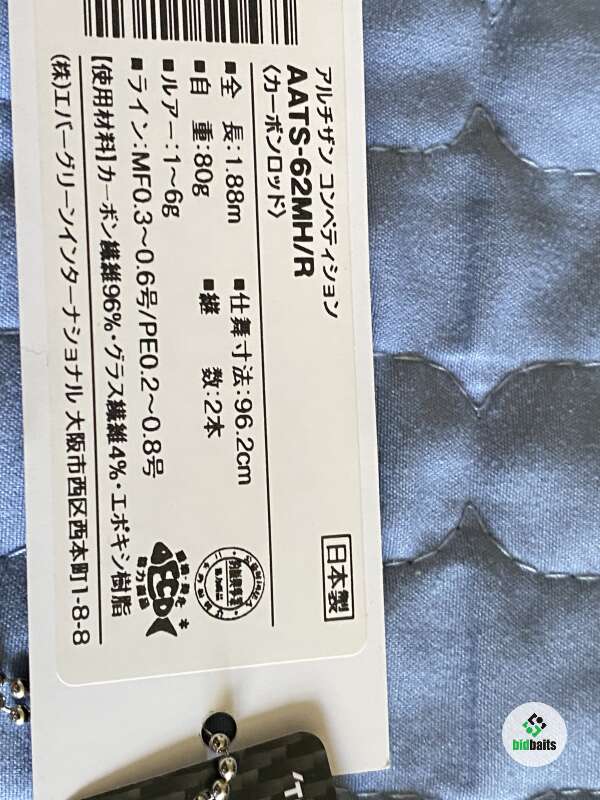 アルチザン コンペティション
AATS-62MH/R
〈カーボンロッド〉
■全 長:1.88m ■仕舞寸法:96.2cm
■自 重:80g ■継 数:2本
■ルアー:1〜6g
■ライン:MF0.3〜0.6号/PE0.2〜0.8号
【使用材料】カーボン繊維96%・グラス繊維4%・エポキシ樹脂
(株)エバーグリーンインターナショナル 大阪市西区西本町1-8-8
日本製
ECO
bidbaits